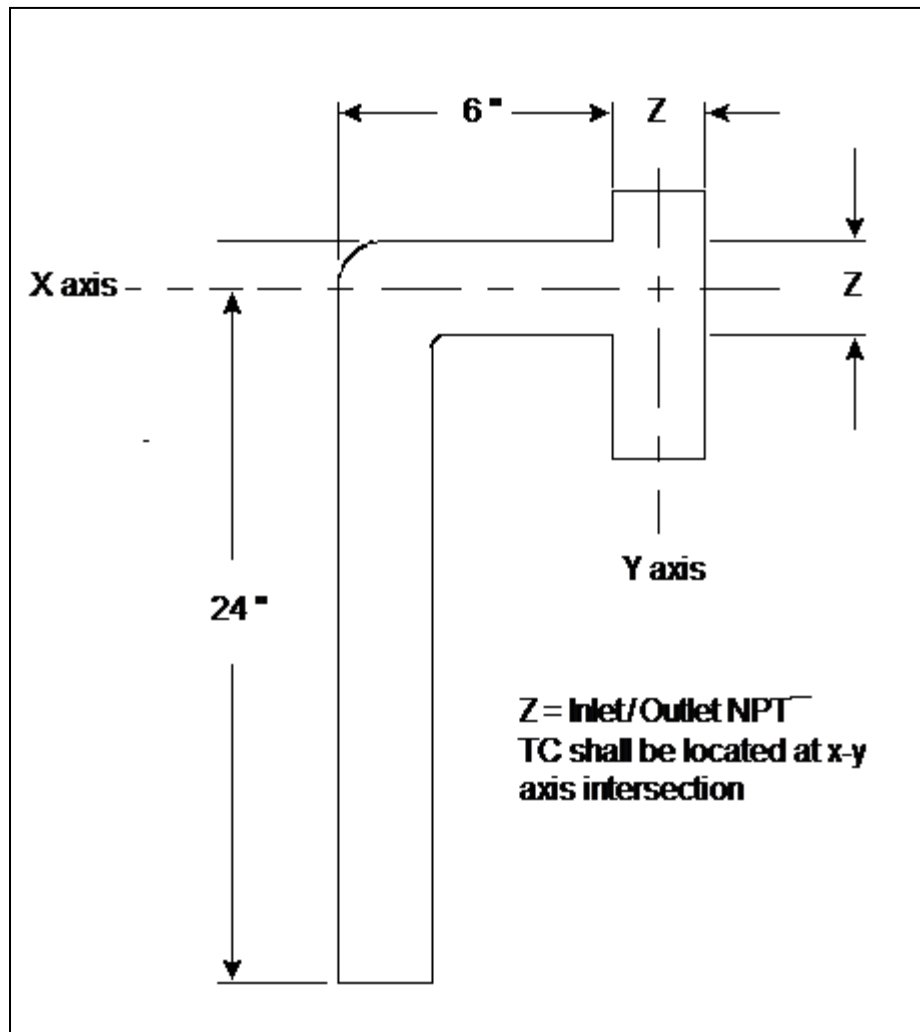 6 "
Z
X axis
Z
Y axis
24 "
Z = Inlet/Outlet NPT
TC shall be located at x-y
axis intersection